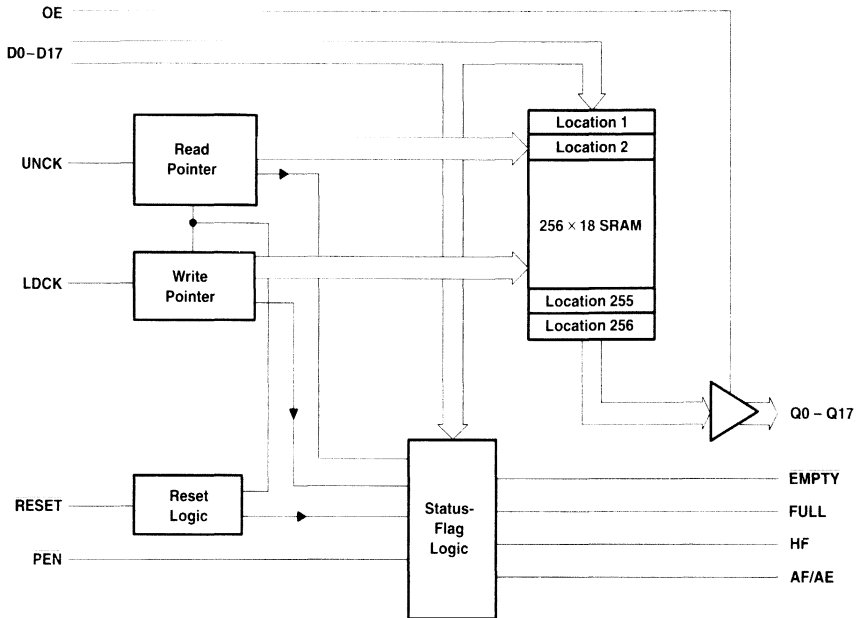 OE
D0–D17
Location 1
Location 2
Read
Pointer
UNCK
256 × 18 SRAM
Write
Pointer
LDCK
Location 255
Location 256
Q0 – Q17
EMPTY
Reset
Logic
RESET
Status-
Flag
Logic
FULL
HF
PEN
AF/AE